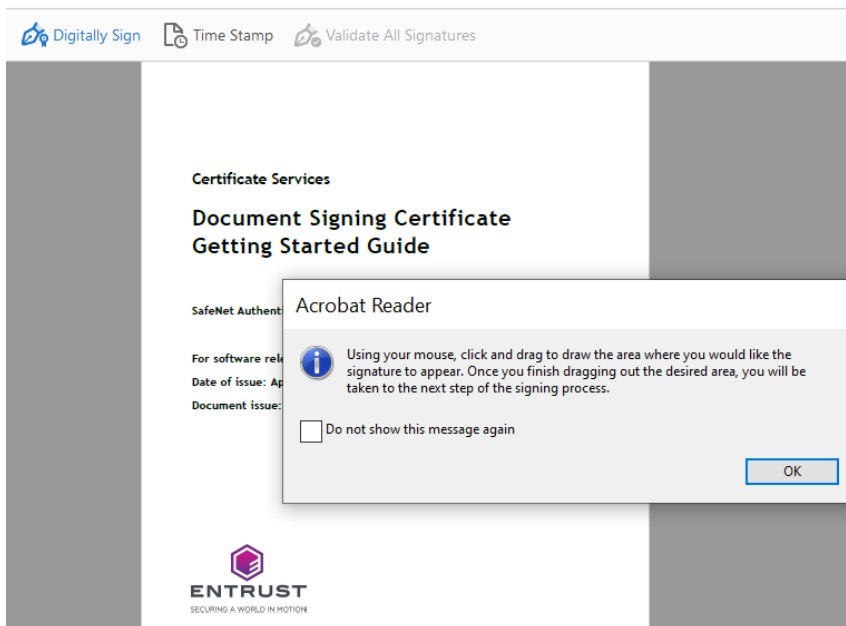 Digitally Sign Time Stamp Validate All Signatures
Certificate Services
Document Signing Certificate
Getting Started Guide
SafeNet Authent
For software rele
Date of issue: Ap
Document issue:
Acrobat Reader
Using your mouse, click and drag to draw the area where you would like the
signature to appear. Once you finish dragging out the desired area, you will be
taken to the next step of the signing process.
Do not show this message again
OK
ENTRUST
SECURING A WORLD IN MOTION